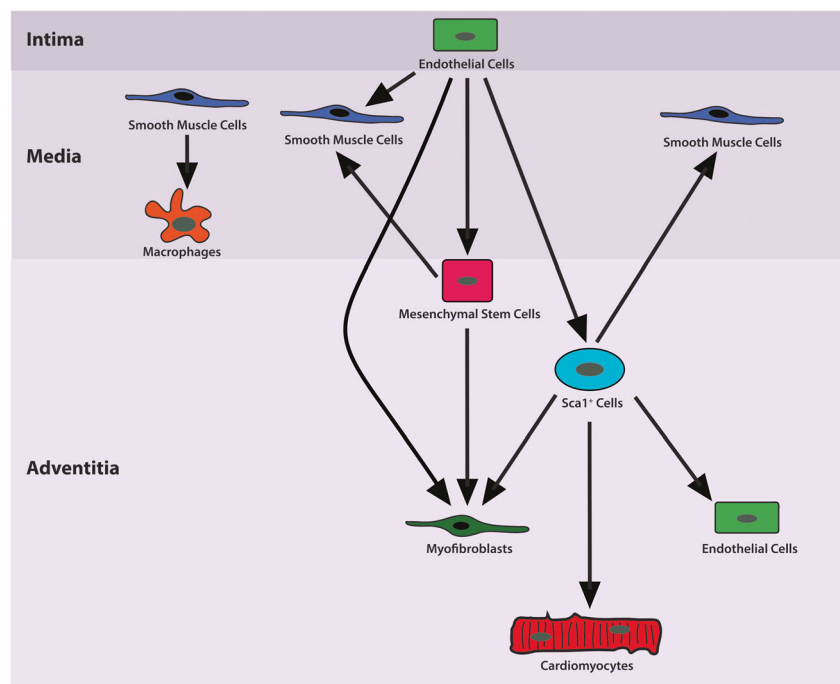 Intima
Endothelial Cells
Media
Smooth Muscle Cells
Smooth Muscle Cells
Smooth Muscle Cells
Macrophages
Mesenchymal Stem Cells
Sca1⁺ Cells
Adventitia
Myofibroblasts
Endothelial Cells
Cardiomyocytes